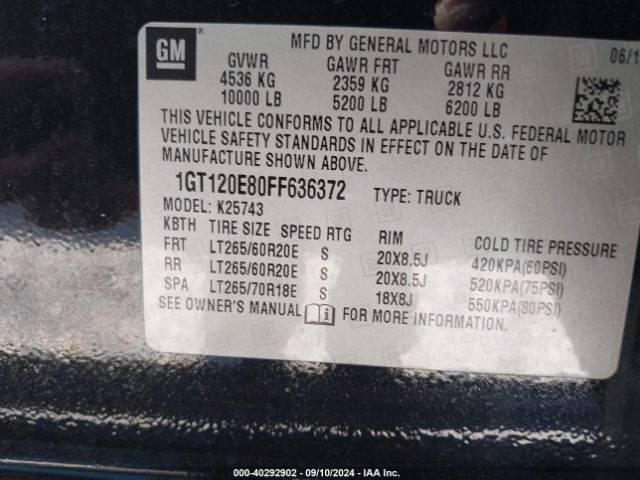 GM
MFD BY GENERAL MOTORS LLC
GVWR GAWR FRT GAWR RR
4536 KG 2359 KG 2812 KG
10000 LB 5200 LB 6200 LB
THIS VEHICLE CONFORMS TO ALL APPLICABLE U.S. FEDERAL MOTOR
VEHICLE SAFETY STANDARDS IN EFFECT ON THE DATE OF
MANUFACTURE SHOWN ABOVE.
1GT120E80FF636372 TYPE: TRUCK
MODEL: K25743
KBTH TIRE SIZE SPEED RTG RIM COLD TIRE PRESSURE
FRT LT265/60R20E S 20X8.5J 420KPA(60PSI)
RR LT265/60R20E S 20X8.5J 520KPA(75PSI)
SPA LT265/70R18E S 18X8J 550KPA(80PSI)
SEE OWNER'S MANUAL i FOR MORE INFORMATION.
000-40292902 - 09/10/2024 - IAA Inc.